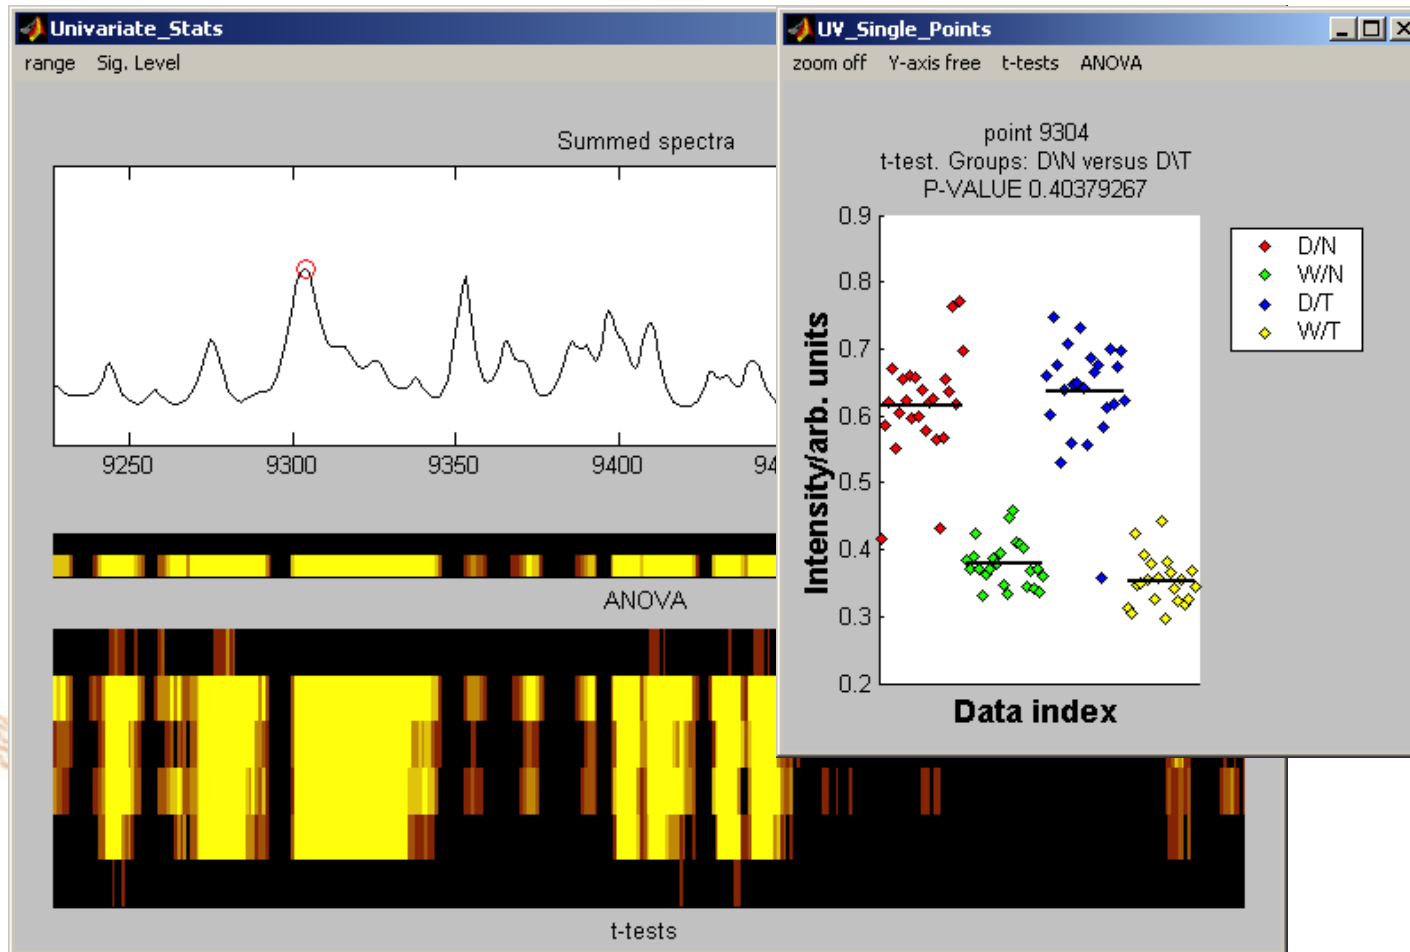 Univariate_Stats
range Sig. Level
Summed spectra
9250 9300 9350 9400
ANOVA
t-tests
UV_Single_Points
zoom off Y-axis free t-tests ANOVA
point 9304
t-test. Groups: D\N versus D\T
P-VALUE 0.40379267
0.9
0.8
0.7
0.6
0.5
0.4
0.3
0.2
Intensity/arb. units
Data index
D/N
W/N
D/T
W/T